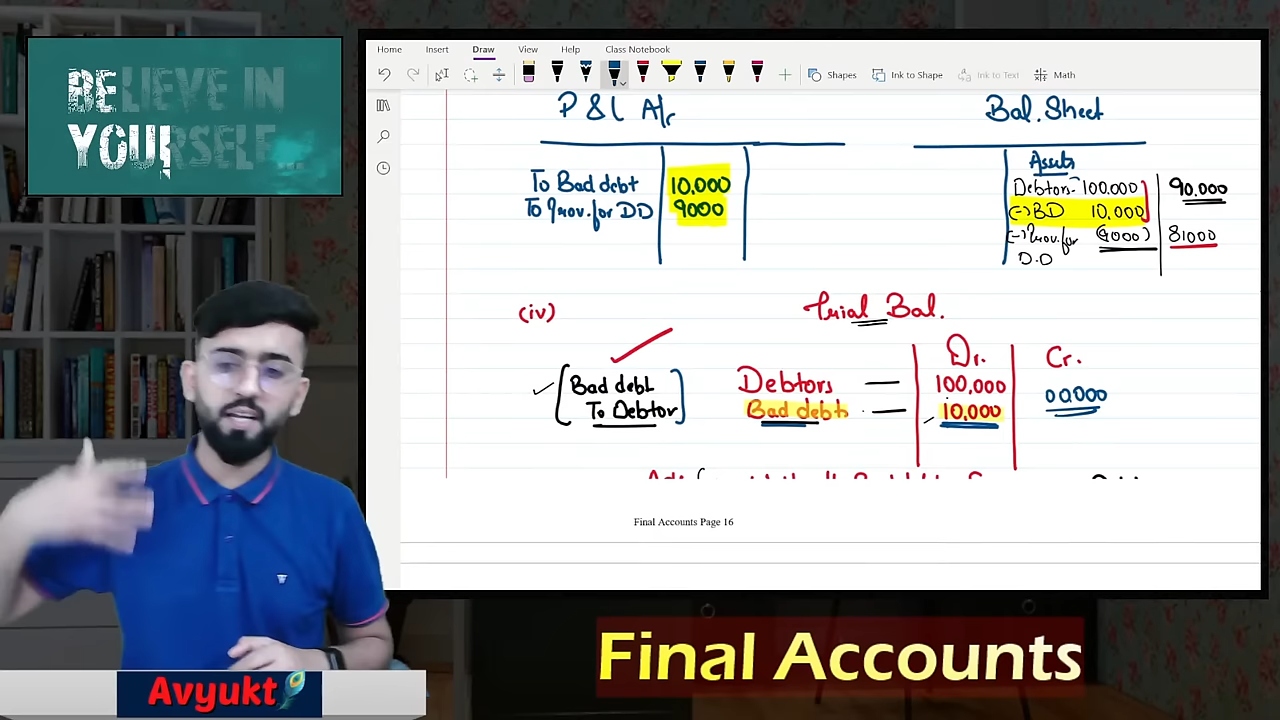 BELIEVE IN
YOURSELF...
Home Insert Draw View Help Class Notebook
Shapes Ink to Shape Ink to Text Math
P & L A/c
Bal. Sheet
To Bad debt 10,000
To Prov. for DD 9000
Assets
Debtors- 100,000 90,000
(-) BD 10,000
(-) Prov. for (9000) 81000
D.D
(iv)
Trial Bal.
Dr. Cr.
Bad debt
To Debtor
Debtors 100,000
Bad debts 10,000
00,000
Final Accounts Page 16
Final Accounts
Avyukt